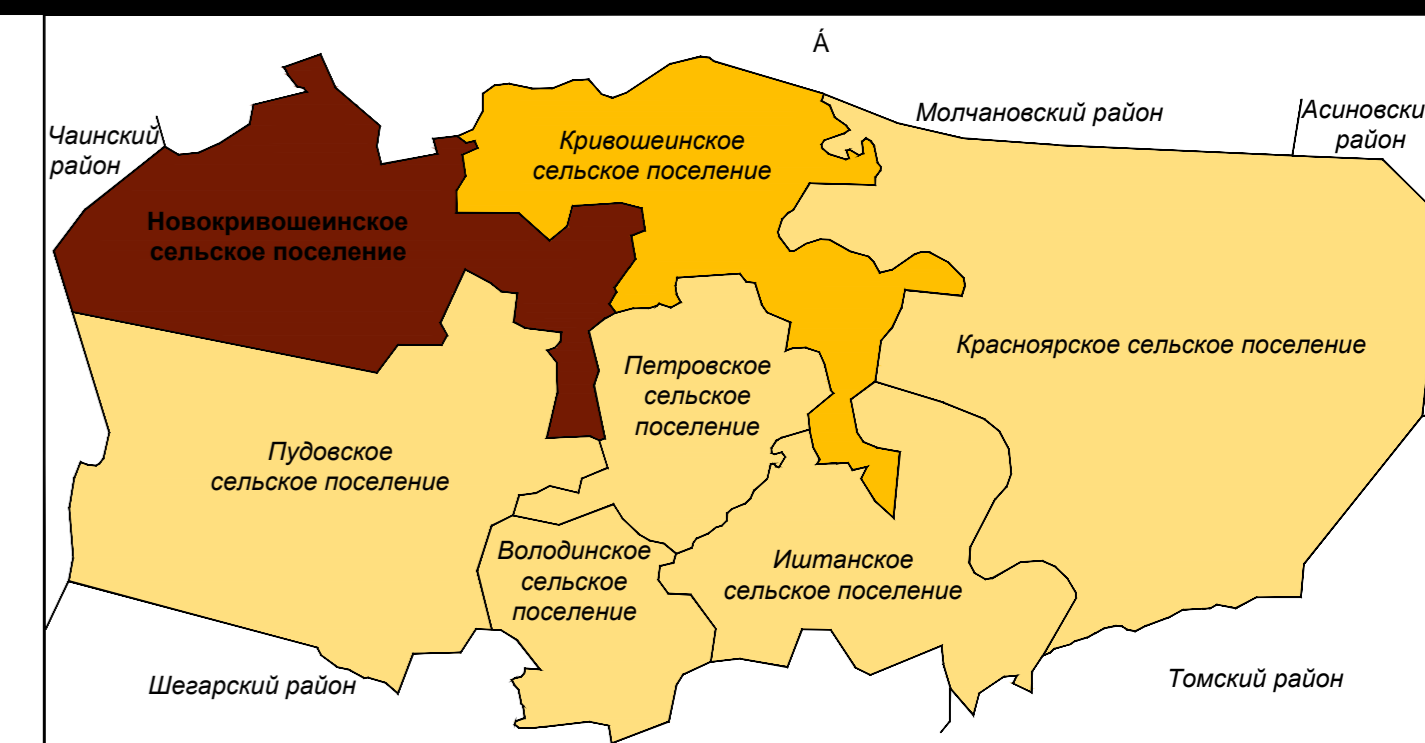 Á
Молчановский район
Асиновски
район
Чаинский
район
Кривошеинское
сельское поселение
Новокривошеинское
сельское поселение
Красноярское сельское поселение
Петровское
сельское
поселение
Пудовское
сельское поселение
Володинское
сельское
поселение
Иштанское
сельское поселение
Шегарский район
Томский район